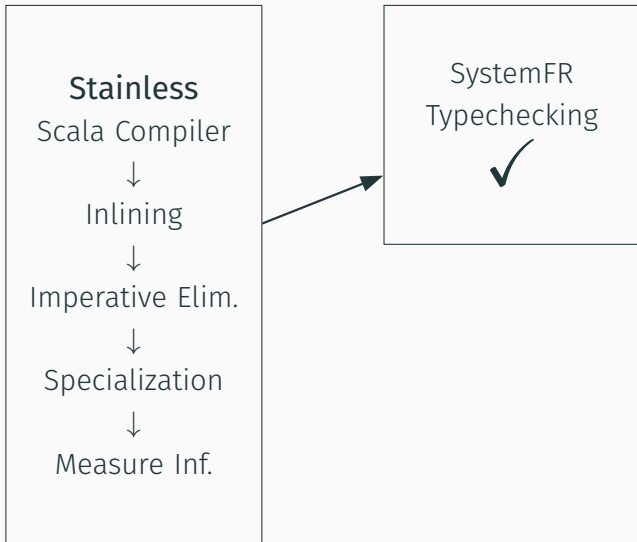 Stainless
Scala Compiler
↓
Inlining
↓
Imperative Elim.
↓
Specialization
↓
Measure Inf.
SystemFR
Typechecking
✓